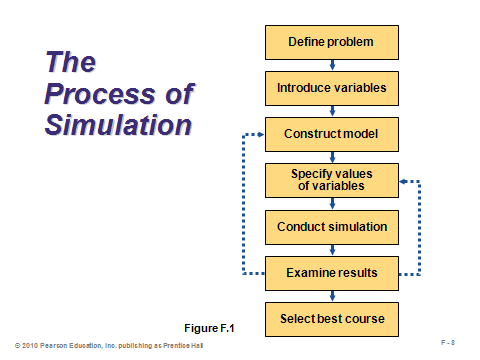 The
Process of
Simulation
Define problem
Introduce variables
Construct model
Specify values
of variables
Conduct simulation
Examine results
Select best course
Figure F.1
© 2010 Pearson Education, Inc. publishing as Prentice Hall
F - 8